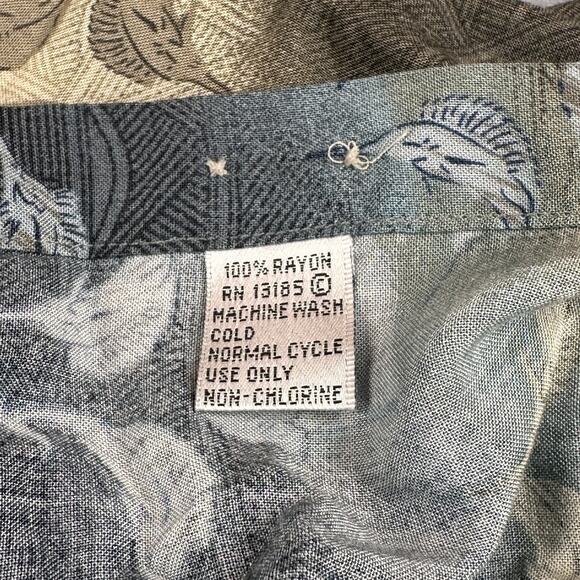 100% RAYON
RN 13185 ©
MACHINE WASH
COLD
NORMAL CYCLE
USE ONLY
NON-CHLORINE